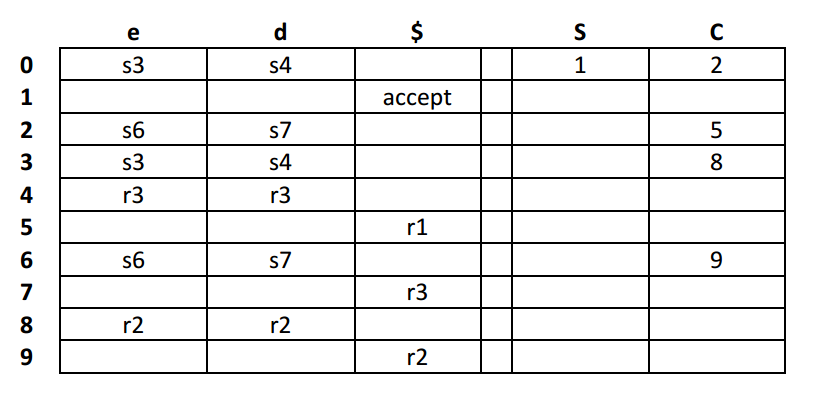 e d $ S C
0 s3 s4 1 2
1 accept
2 s6 s7 5
3 s3 s4 8
4 r3 r3
5 r1
6 s6 s7 9
7 r3
8 r2 r2
9 r2